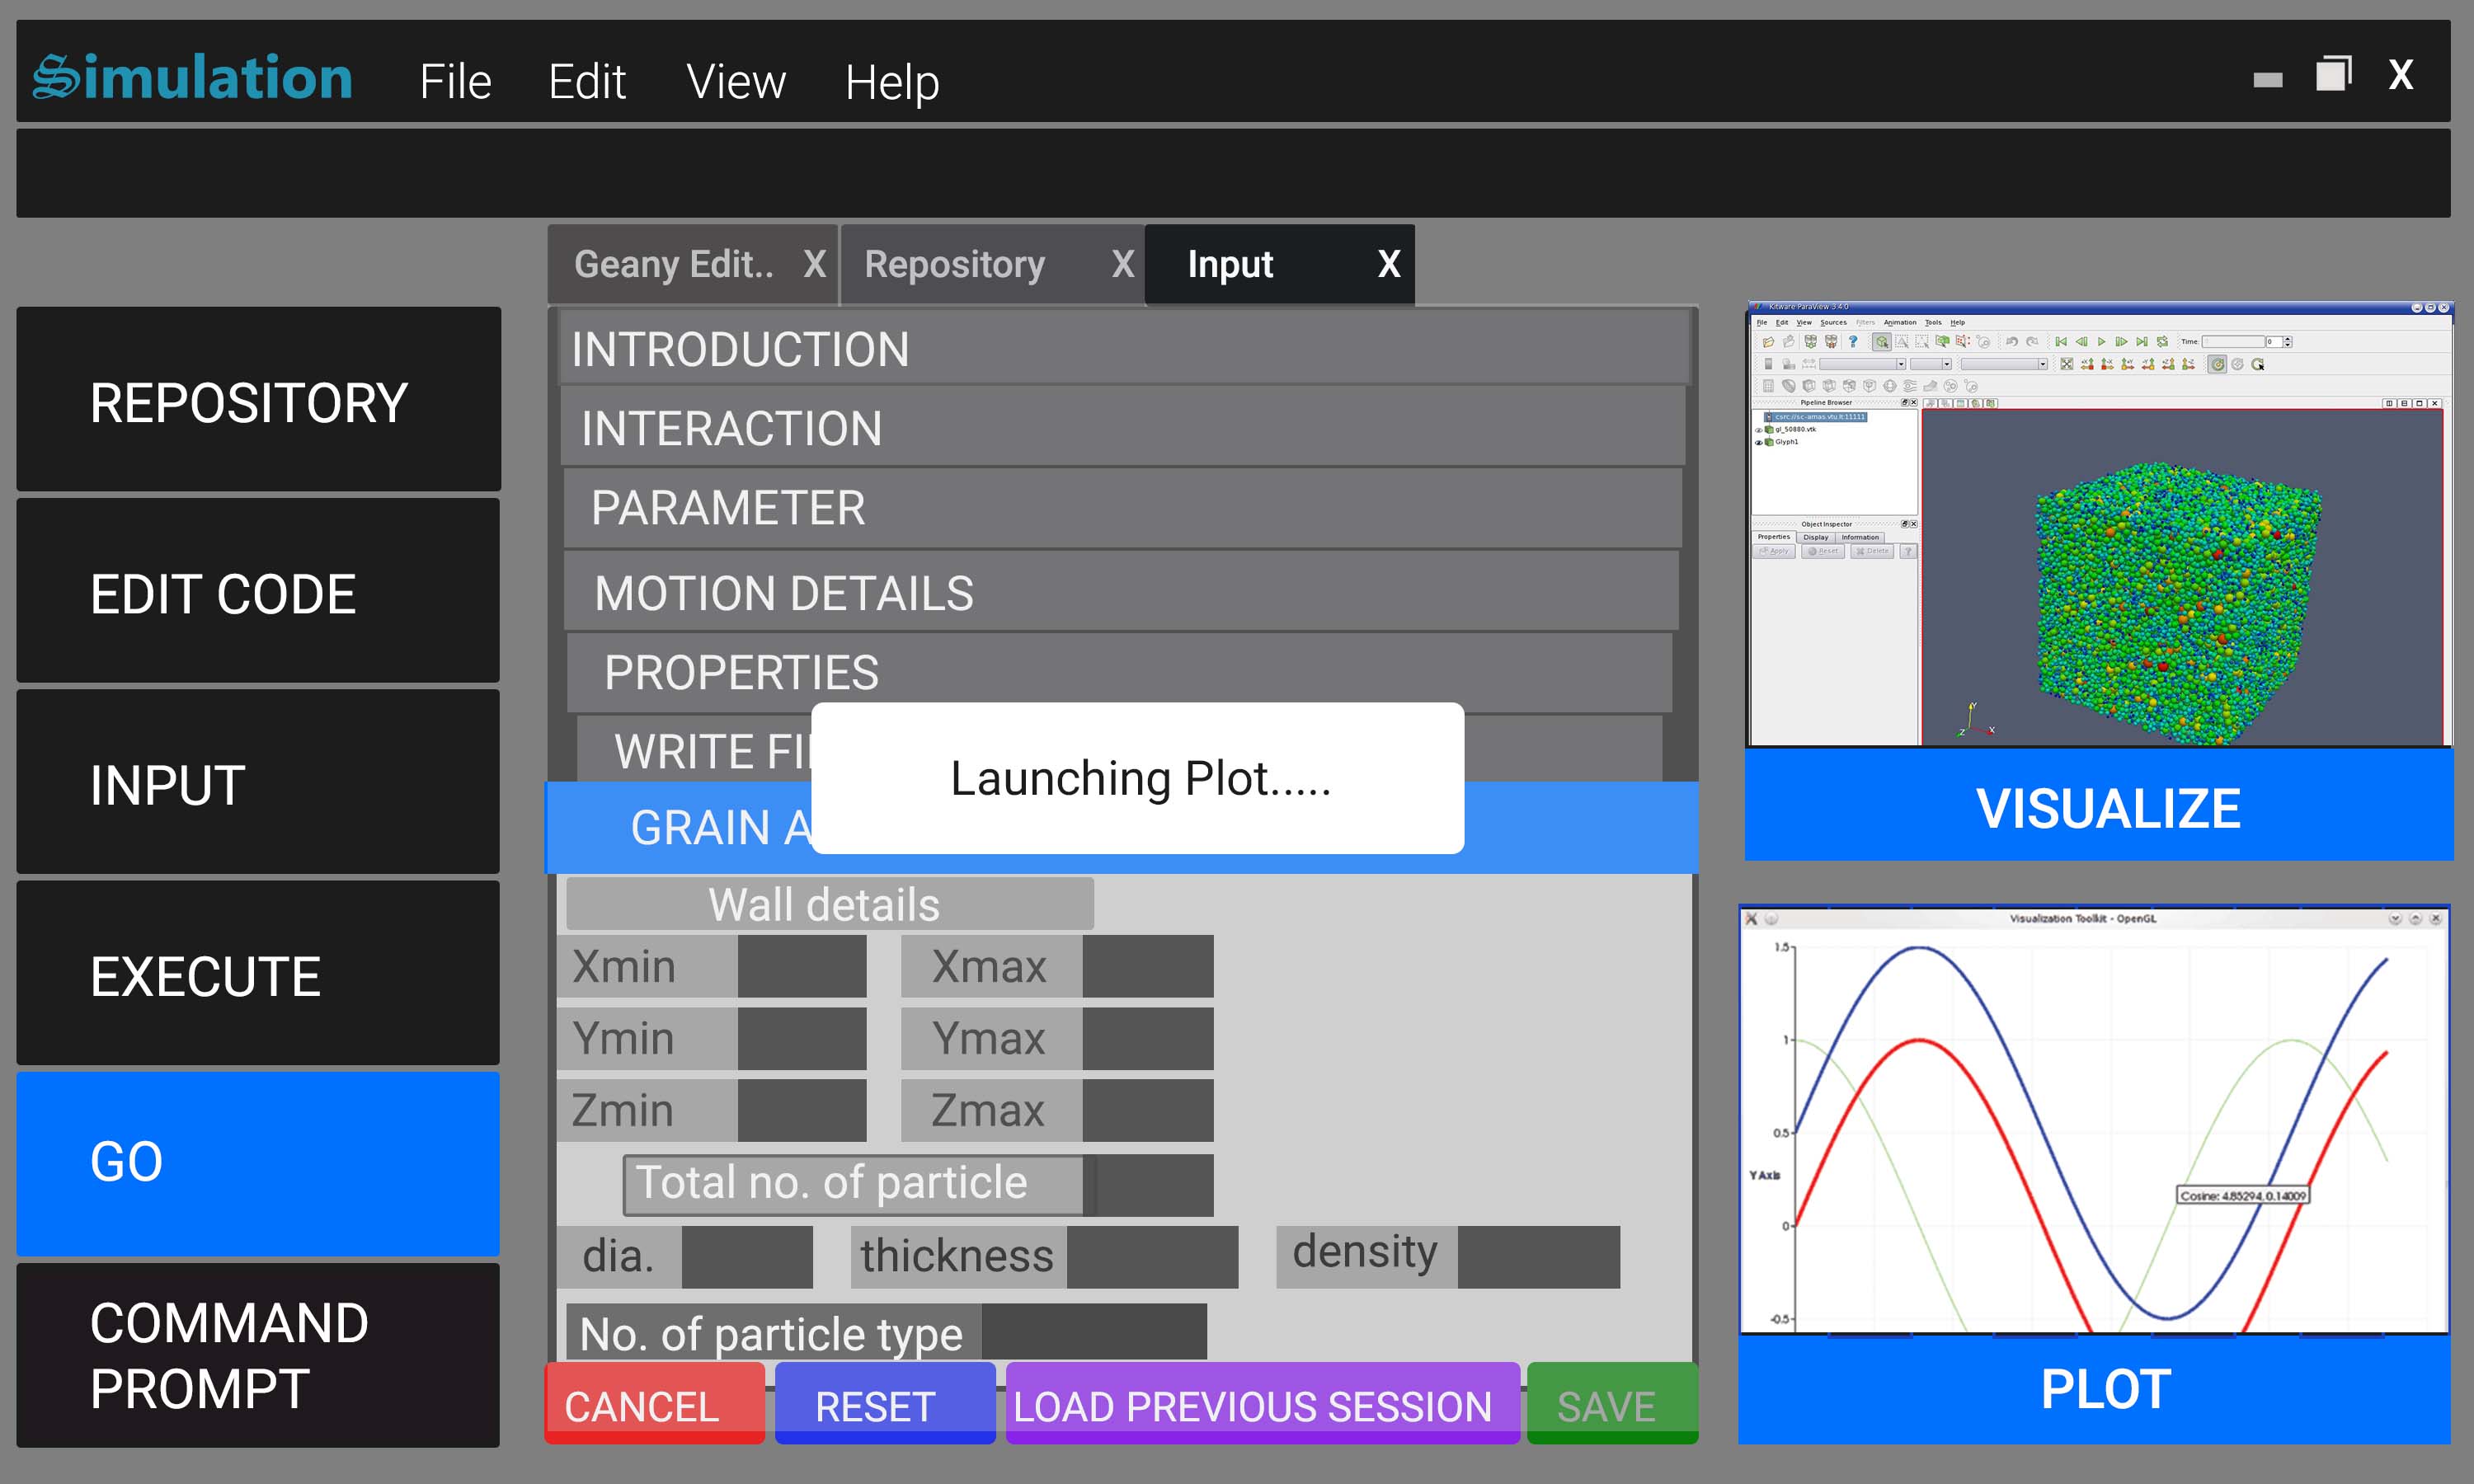 Simulation File Edit View Help X
Geany Edit.. X Repository X Input X
REPOSITORY
EDIT CODE
INPUT
EXECUTE
GO
COMMAND
PROMPT
INTRODUCTION
INTERACTION
PARAMETER
MOTION DETAILS
PROPERTIES
WRITE
Launching Plot.....
GRAIN
Wall details
Xmin Xmax
Ymin Ymax
Zmin Zmax
Total no. of particle
dia. thickness density
No. of particle type
CANCEL RESET LOAD PREVIOUS SESSION SAVE
Kitware ParaView 3.4.0
File Edit View Sources Filters Animation Tools Help
Time: 0
Pipeline Browser
gl_50880.vtk
Glyph1
Object Inspector
Properties Display Information
Apply Reset Delete ?
Y
Z X
VISUALIZE
Visualization Toolkit - OpenGL
1.5
1
0.5
Y Axis
Cosine: 4.85294, 0.14009
0
-0.5
PLOT